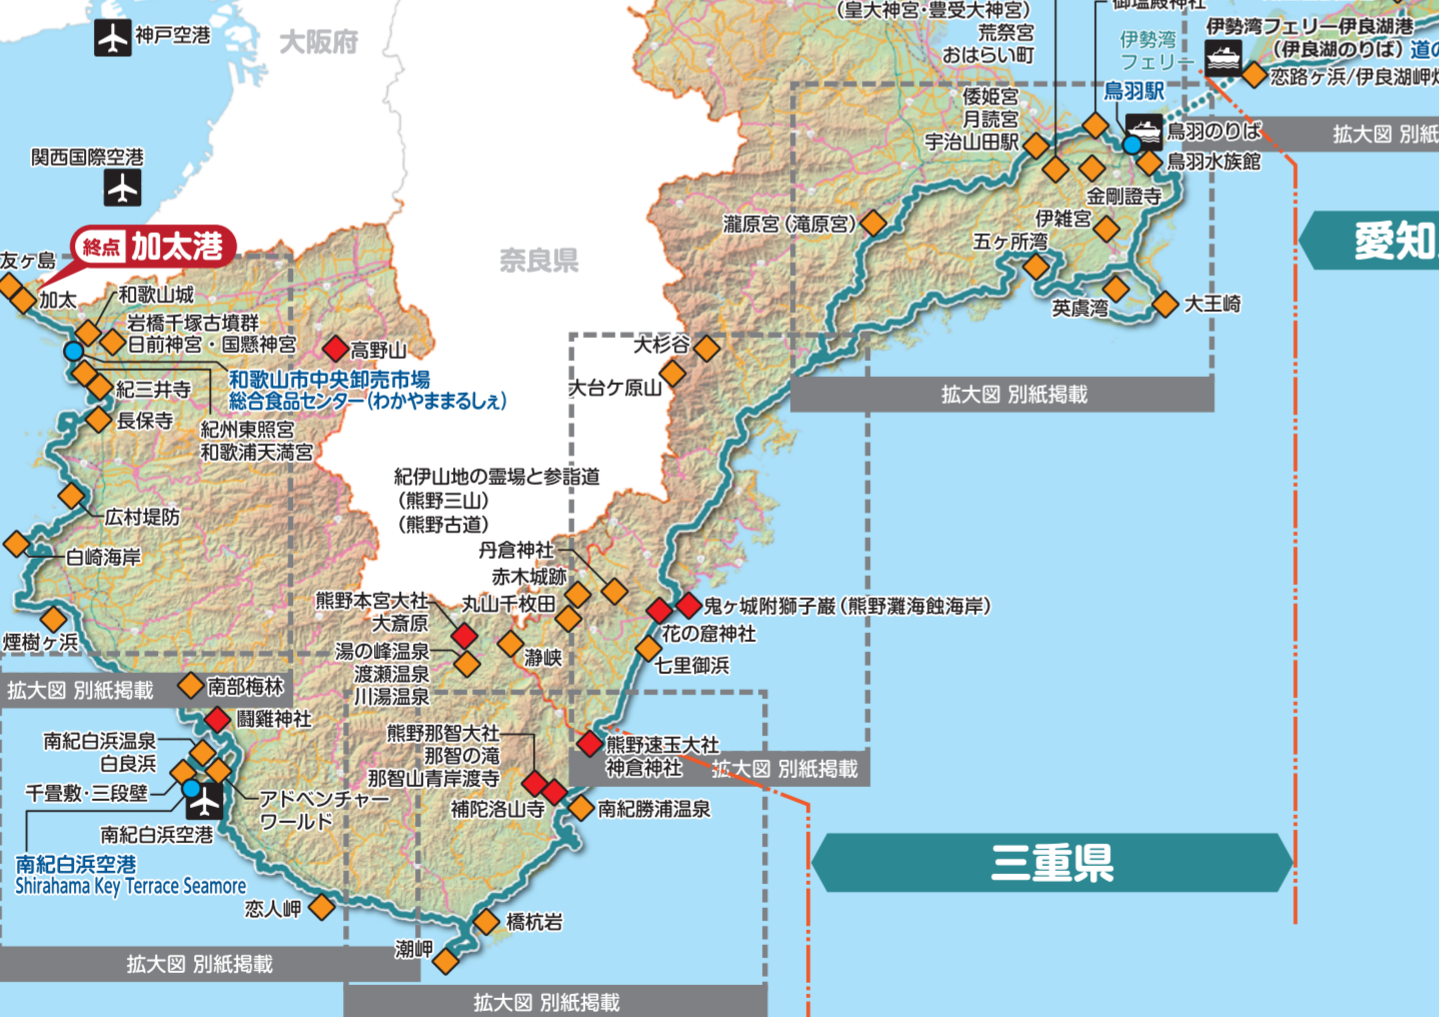 (皇大神宮・豊受大神宮)
荒祭宮
おはらい町
御塩殿神社
伊勢湾フェリー伊良湖港
(伊良湖のりば)
道の
伊勢湾
フェリー
恋路ヶ浜/伊良湖岬
神戸空港
大阪府
鳥羽駅
倭姫宮
月読宮
宇治山田駅
鳥羽のりば
拡大図 別紙
鳥羽水族館
関西国際空港
金剛證寺
瀧原宮(滝原宮)
伊雑宮
五ヶ所湾
愛知
終点 加太港
奈良県
友ヶ島
加太
和歌山城
英虞湾
大王崎
岩橋千塚古墳群
日前神宮・国懸神宮
高野山
大杉谷
和歌山市中央卸売市場
総合食品センター(わかやままるしぇ)
大台ケ原山
拡大図 別紙掲載
紀三井寺
長保寺
紀州東照宮
和歌浦天満宮
紀伊山地の霊場と参詣道
(熊野三山)
(熊野古道)
広村堤防
白崎海岸
丹倉神社
赤木城跡
丸山千枚田
熊野本宮大社
大斎原
鬼ヶ城附獅子巖(熊野灘海蝕海岸)
花の窟神社
煙樹ヶ浜
湯の峰温泉
渡瀬温泉
川湯温泉
瀞峡
七里御浜
拡大図 別紙掲載
南部梅林
闘雞神社
南紀白浜温泉
白良浜
熊野那智大社
那智の滝
那智山青岸渡寺
熊野速玉大社
神倉神社
拡大図 別紙掲載
千畳敷・三段壁
アドベンチャー
ワールド
補陀洛山寺
南紀勝浦温泉
南紀白浜空港
南紀白浜空港
Shirahama Key Terrace Seamore
三重県
恋人岬
橋杭岩
潮岬
拡大図 別紙掲載
拡大図 別紙掲載